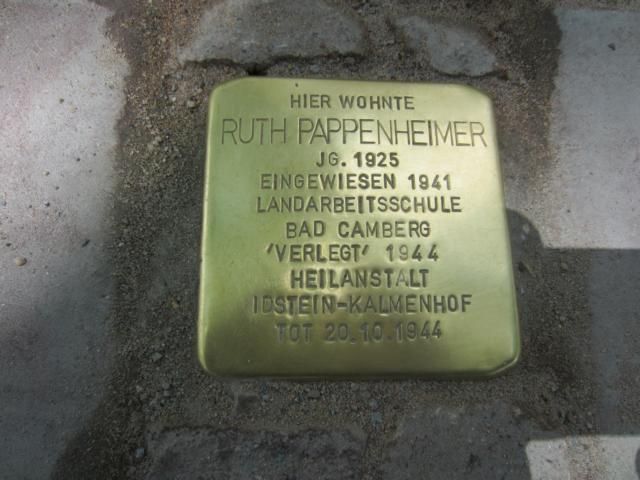 HIER WOHNTE
RUTH PAPPENHEIMER
JG. 1925
EINGEWIESEN 1941
LANDARBEITSSCHULE
BAD CAMBERG
'VERLEGT' 1944
HEILANSTALT
IDSTEIN-KALMENHOF
TOT 20.10.1944